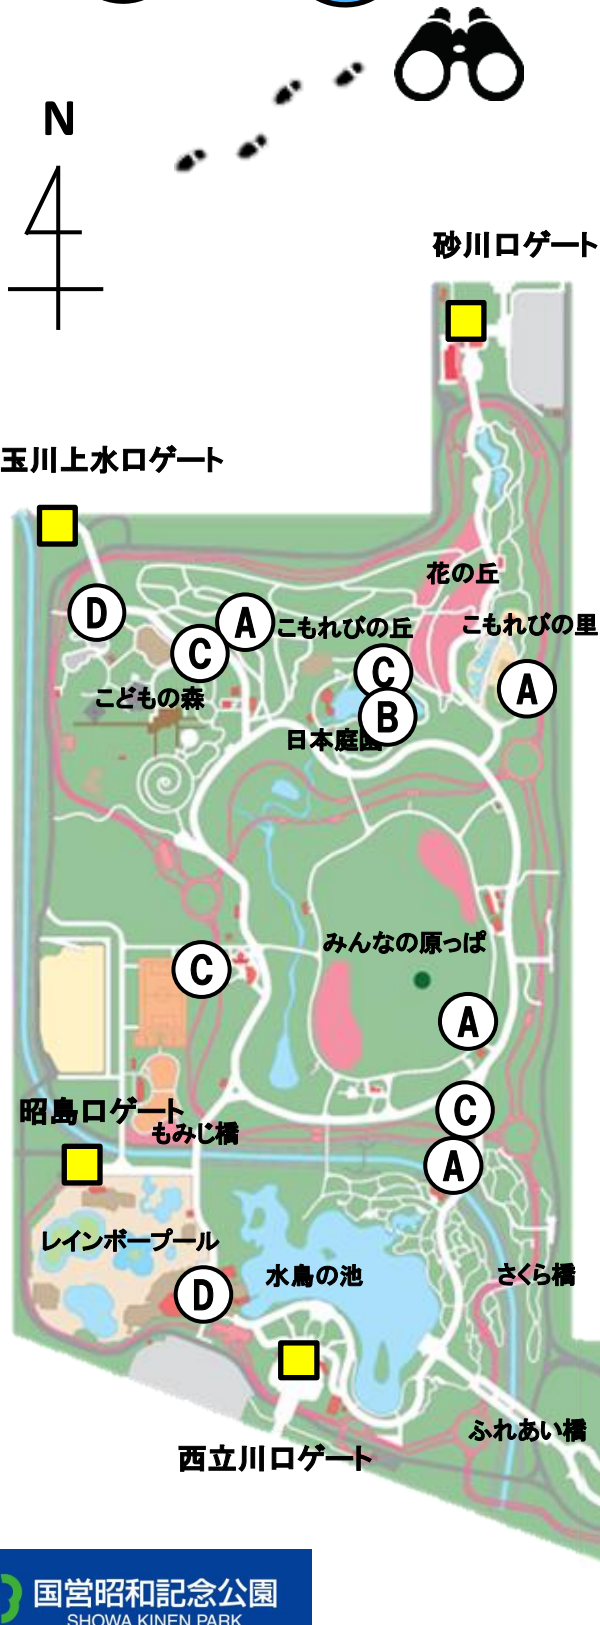 N
砂川口ゲート
玉川上水口ゲート
花の丘
D
A
こもれびの丘
こもれびの里
C
C
A
こどもの森
B
日本庭園
みんなの原っぱ
C
A
昭島口ゲート
C
もみじ橋
A
レインボープール
水鳥の池
さくら橋
D
ふれあい橋
西立川口ゲート
国営昭和記念公園
SHOWA KINEN PARK